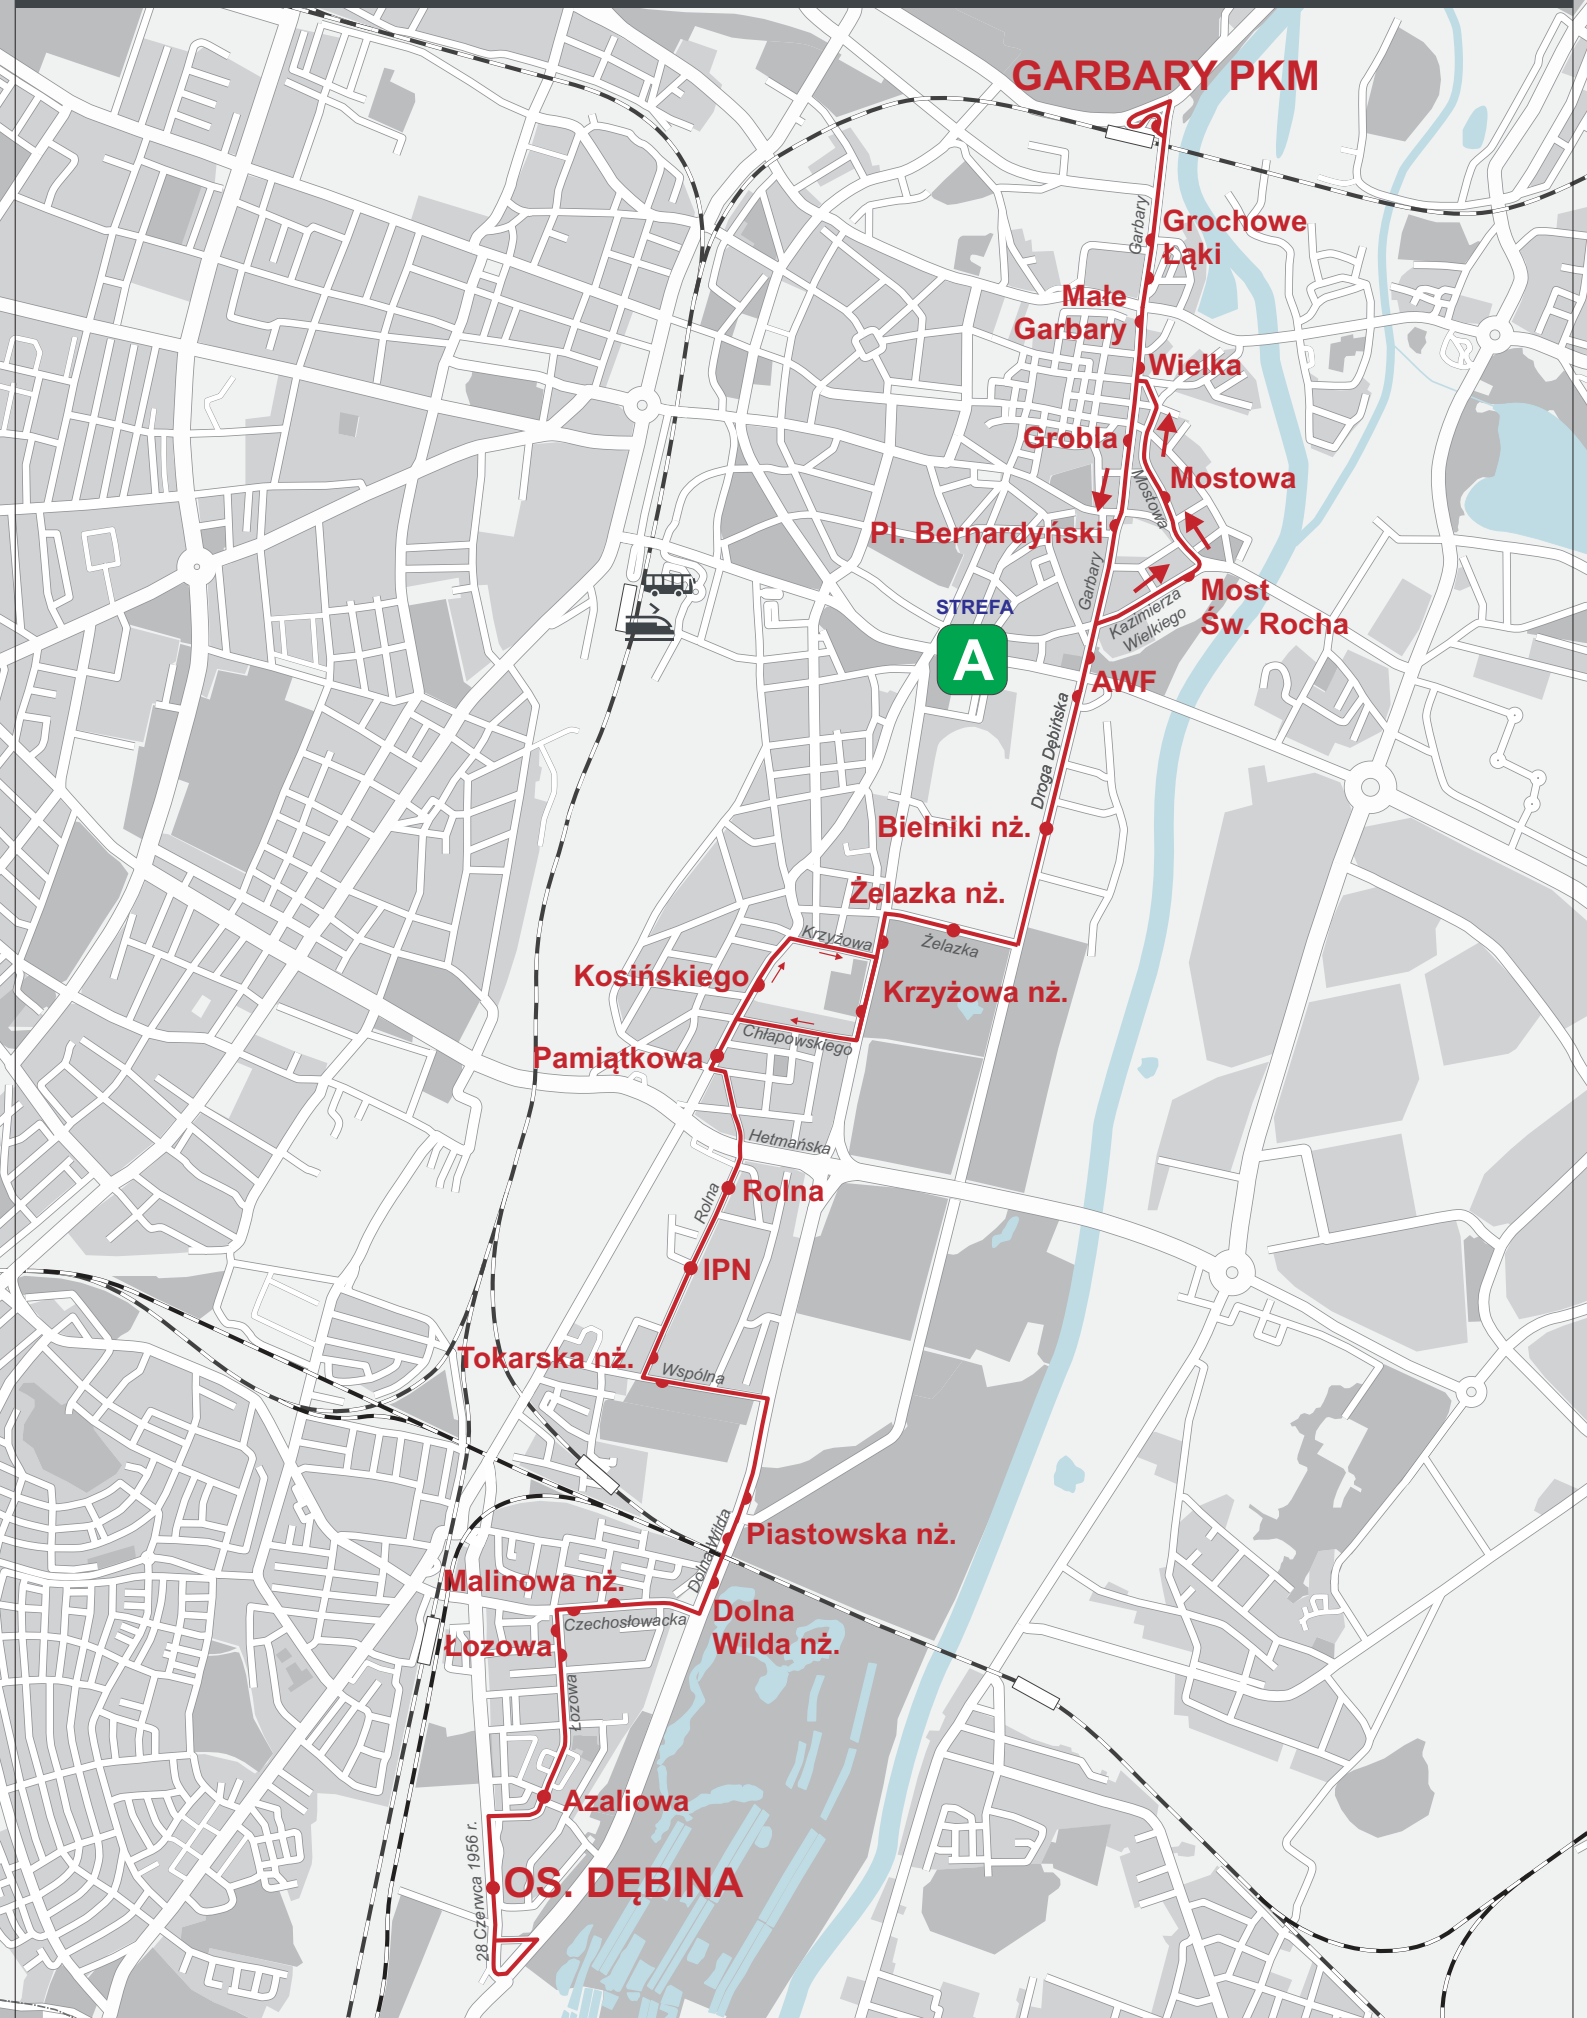 GARBARY PKM
Garbary
Grochowe
Łąki
Małe
Garbary
Wielka
Grobla
Mostowa
Mostowa
Pl. Bernardyński
Garbary
Kazimierza
Wielkiego
Most
Św. Rocha
STREFA
A
AWF
Droga Dębińska
Bielniki nż.
Żelazka nż.
Żelazka
Krzyżowa
Kosińskiego
Krzyżowa nż.
Chłapowskiego
Pamiątkowa
Hetmańska
Rolna
Rolna
IPN
Tokarska nż.
Wspólna
Dolna Wilda
Piastowska nż.
Malinowa nż.
Czechosłowacka
Dolna
Wilda nż.
Łozowa
Łozowa
Azaliowa
28 Czerwca 1956 r.
OS. DĘBINA